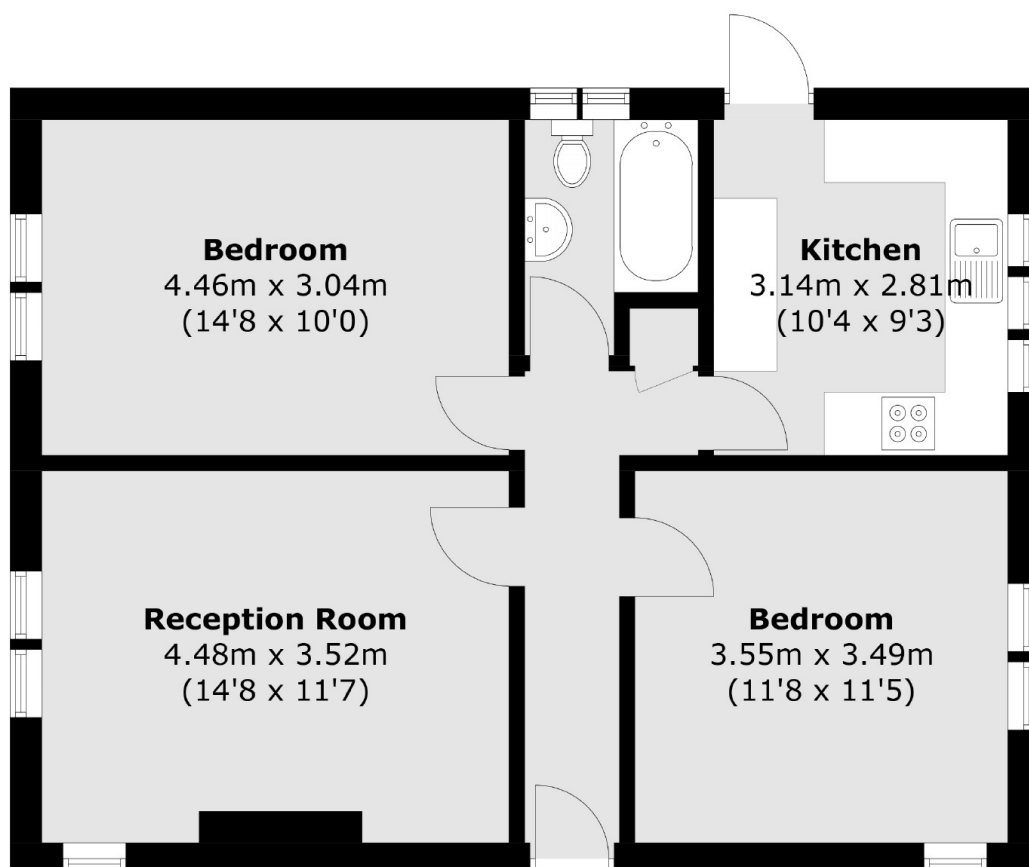 Bedroom
4.46m x 3.04m
(14'8 x 10'0)
Kitchen
3.14m x 2.81m
(10'4 x 9'3)
Reception Room
4.48m x 3.52m
(14'8 x 11'7)
Bedroom
3.55m x 3.49m
(11'8 x 11'5)